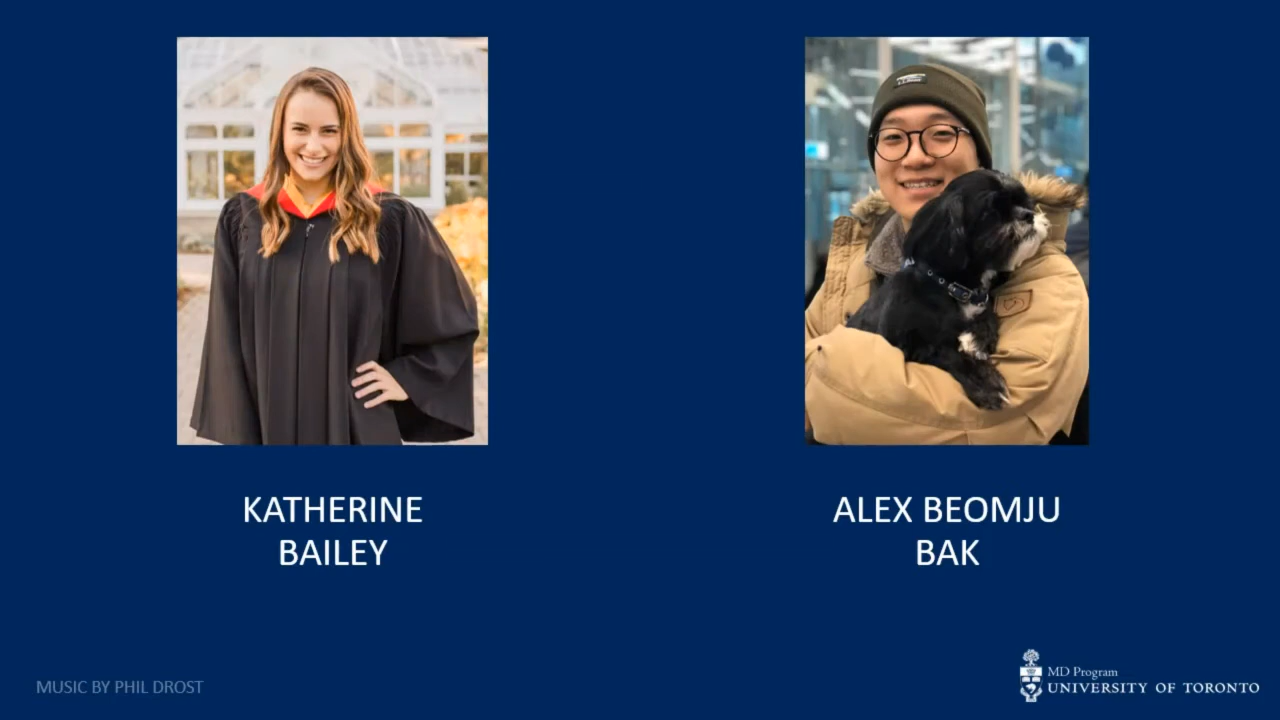 KATHERINE
BAILEY
ALEX BEOMJU
BAK
MUSIC BY PHIL DROST
MD Program
UNIVERSITY OF TORONTO